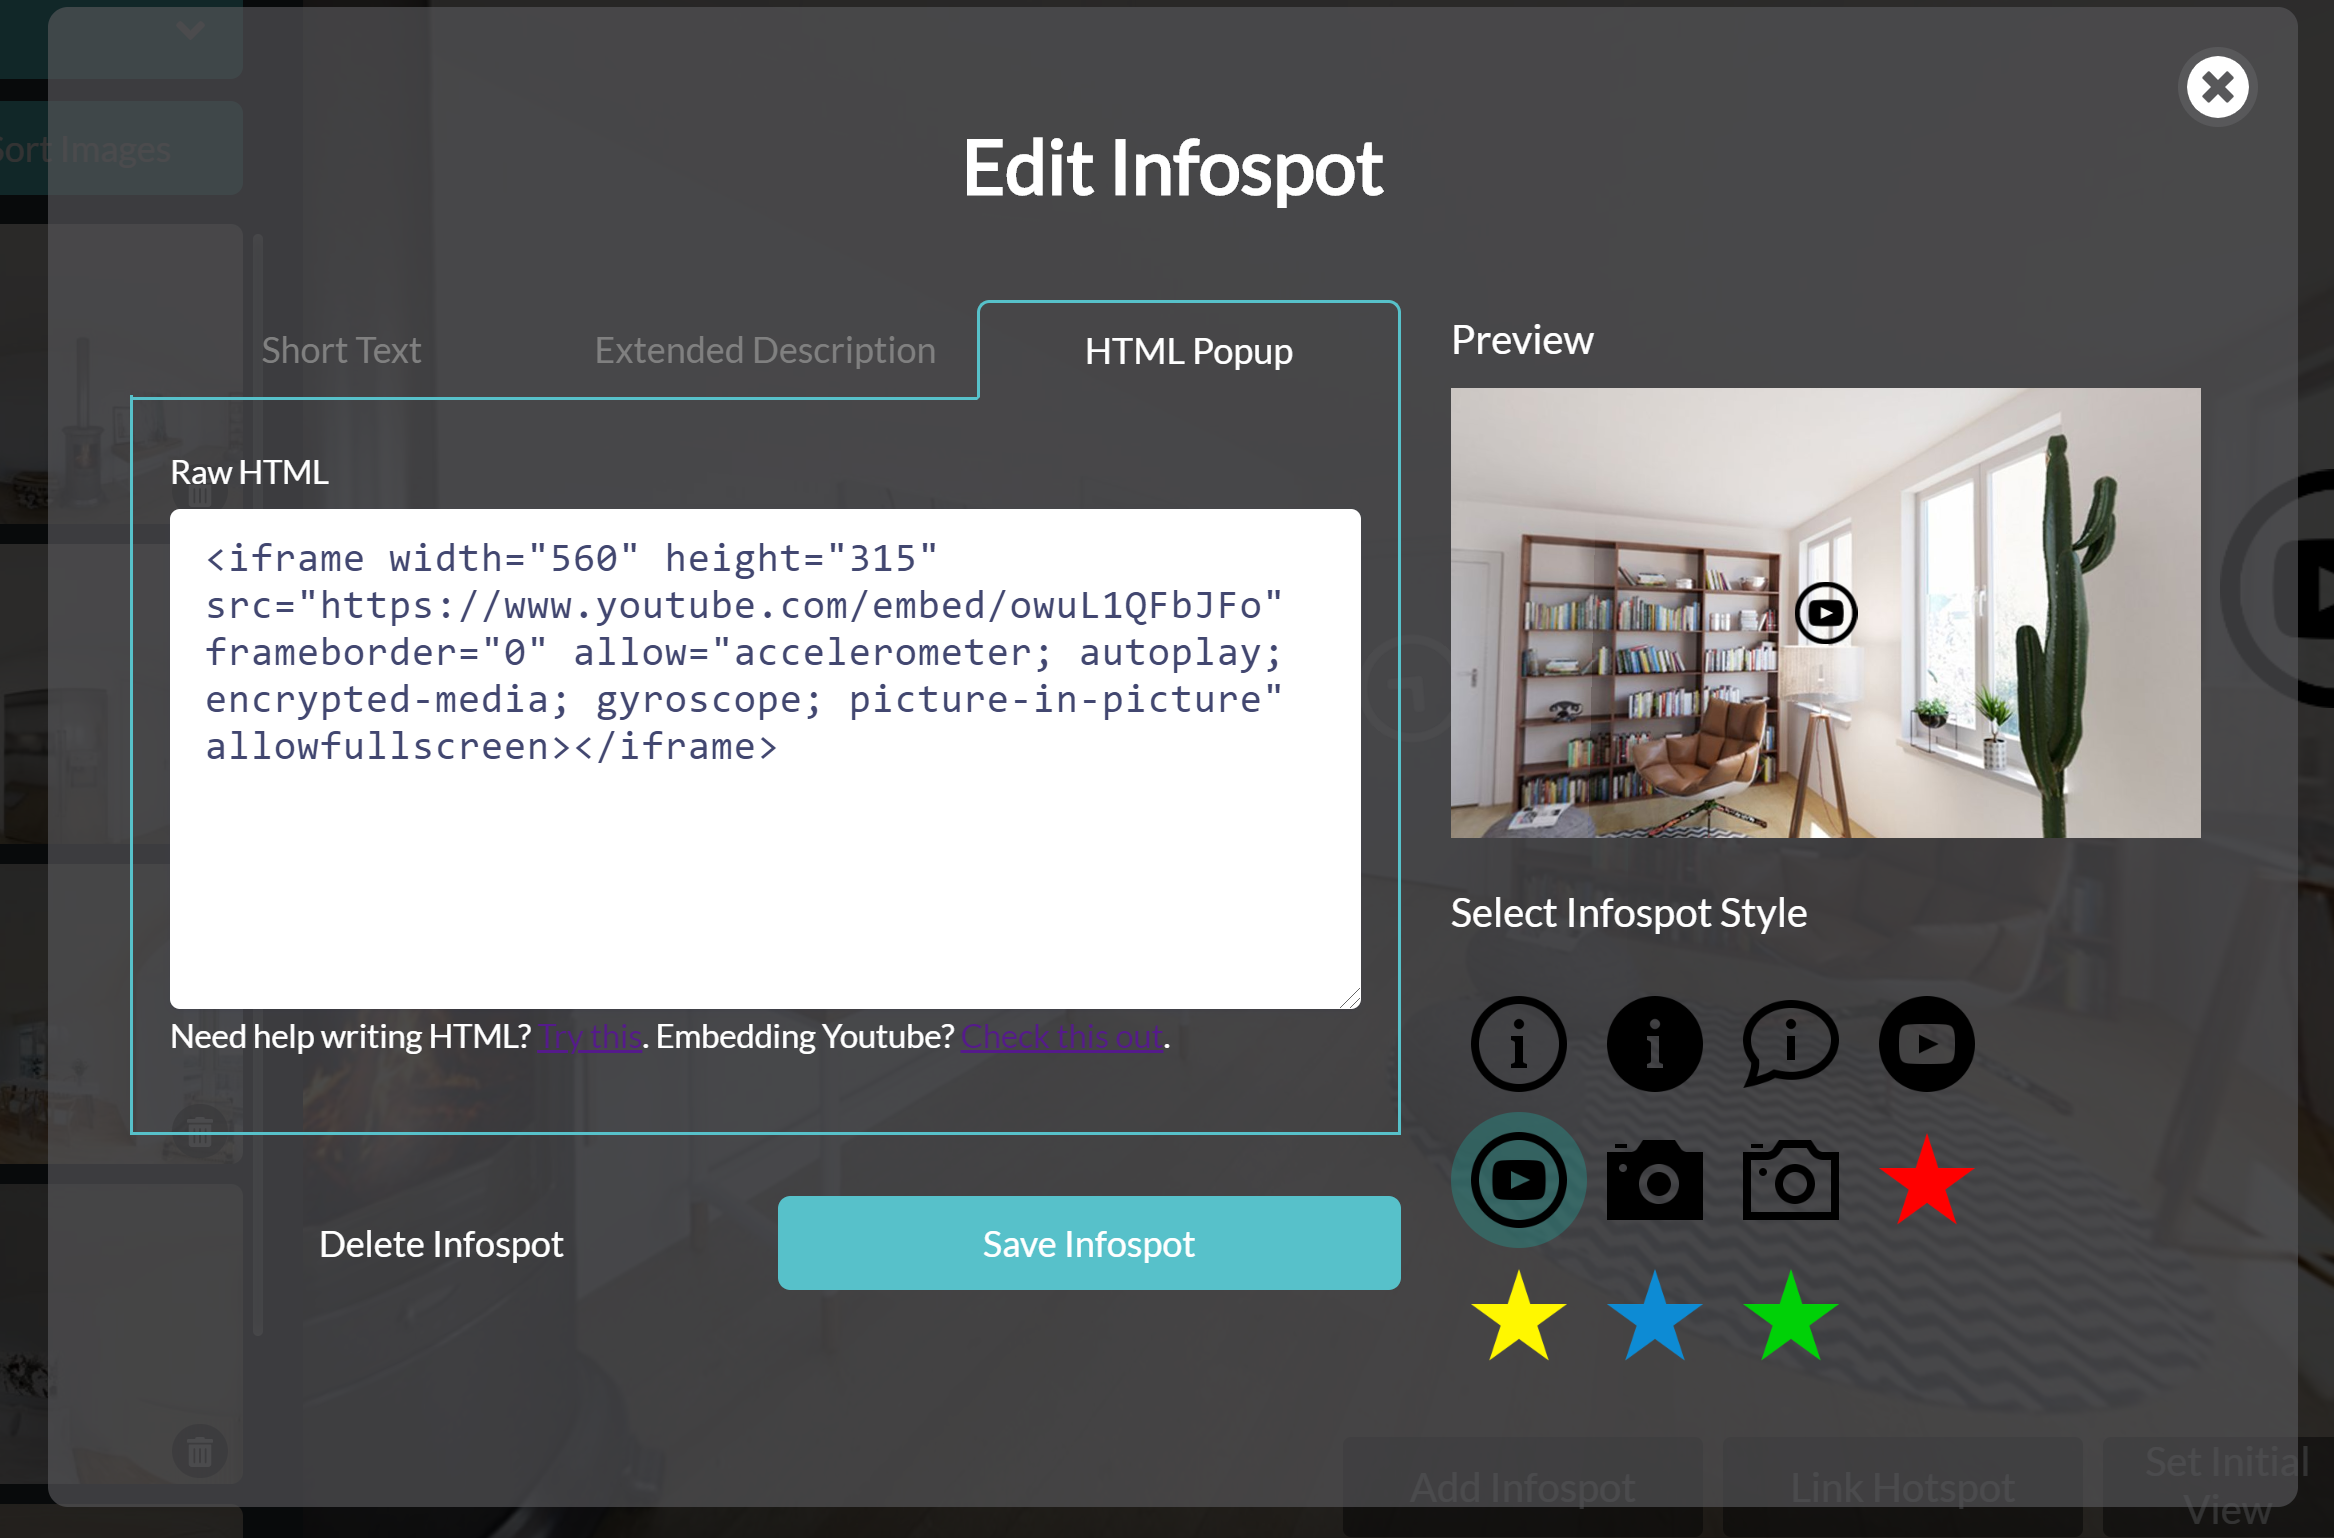 Sort Images
Edit Infospot
Short Text
Extended Description
HTML Popup
Raw HTML
<iframe width="560" height="315"
src="https://www.youtube.com/embed/owuL1QFbJFo"
frameborder="0" allow="accelerometer; autoplay;
encrypted-media; gyroscope; picture-in-picture"
allowfullscreen></iframe>
Need help writing HTML? Try this. Embedding Youtube? Check this out.
Delete Infospot
Save Infospot
Preview
Select Infospot Style
Add Infospot
Link Hotspot
Set Initial
View